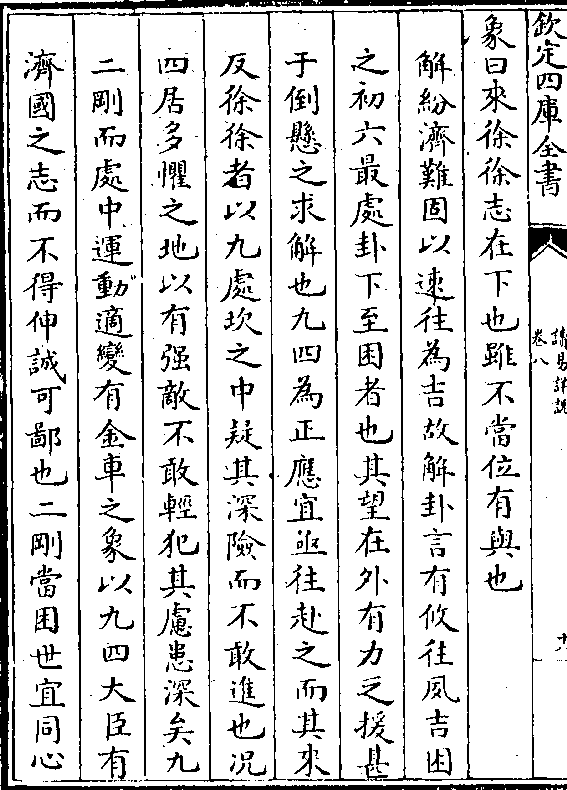 欽定四庫全書
讀易詳說
卷八
象曰來徐徐志在下也雖不當位有與也
解紛濟難固以速往為吉故解卦言有攸往夙吉困
之初六最處卦下至困者也其望在外有力之援甚
于倒懸之求解也九四為正應宜亟往赴之而其來
反徐徐者以九處坎之中疑其深險而不敢進也况
四居多懼之地以有强敵不敢輕犯其慮患深矣九
二剛而處中運動適變有金車之象以九四大臣有
濟國之志而不得伸誠可鄙也二剛當困世宜同心